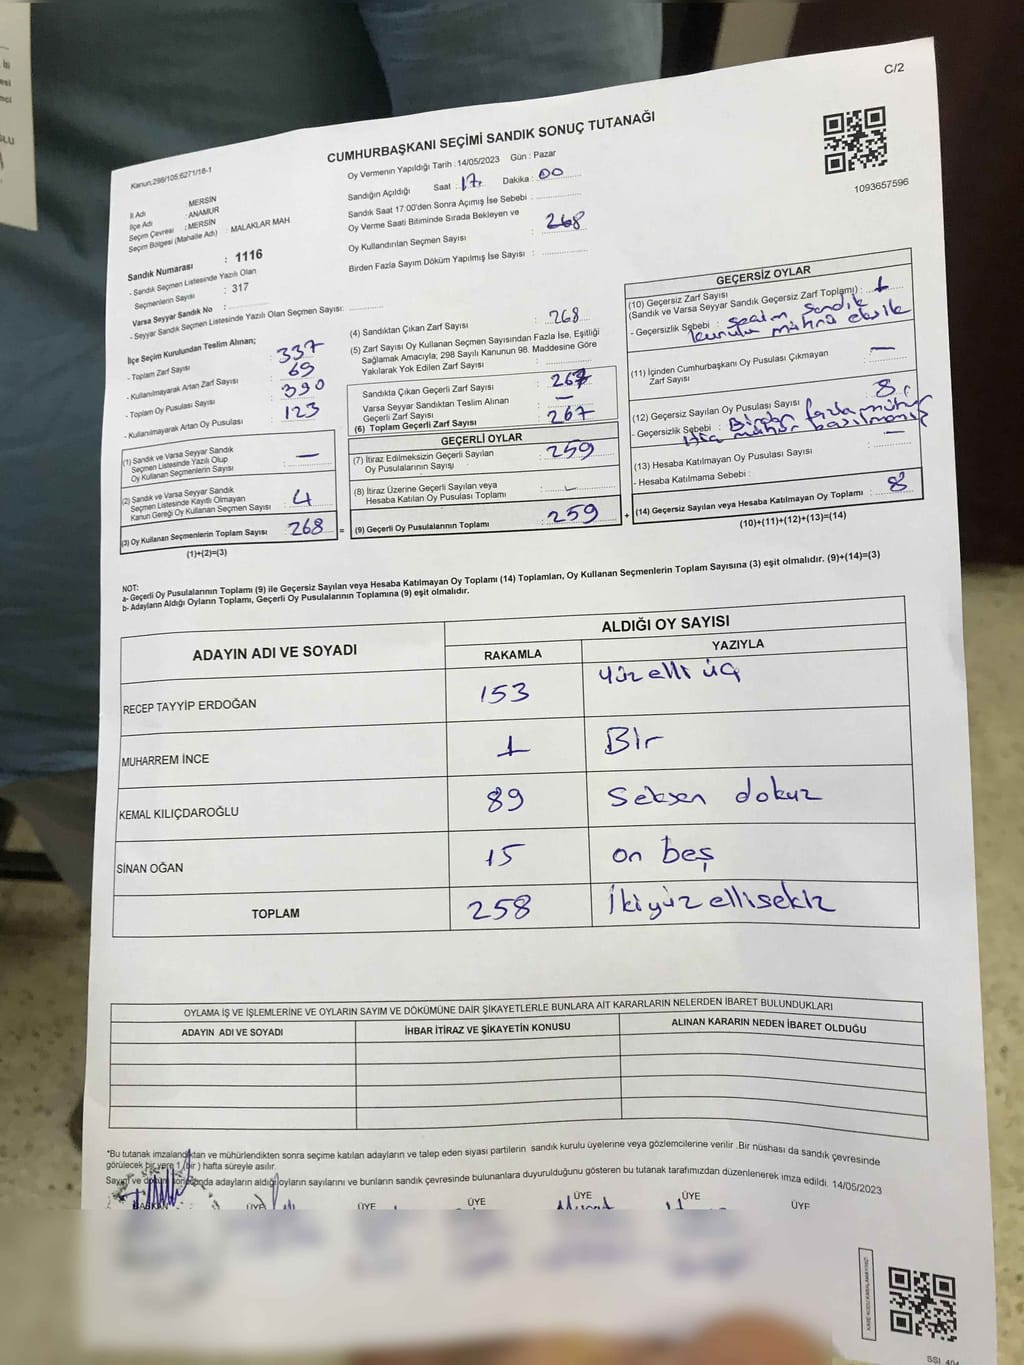 C/2
Kanun:298/105;6271/18-1
CUMHURBAŞKANI SEÇİMİ SANDIK SONUÇ TUTANAĞI
Oy Vermenin Yapıldığı Tarih : 14/05/2023 Gün : Pazar
1093657596
İl Adı : MERSİN
İlçe Adı : ANAMUR
Seçim Çevresi : MERSİN
Seçim Bölgesi (Mahalle Adı) : MALAKLAR MAH
Sandık Numarası : 1116
- Sandık Seçmen Listesinde Yazılı Olan
Seçmenlerin Sayısı : 317
Varsa Seyyar Sandık No :
- Seyyar Sandık Seçmen Listesinde Yazılı Olan Seçmen Sayısı:
Sandığın Açıldığı Saat : 17. Dakika : 00
Sandık Saat 17:00'den Sonra Açımış İse Sebebi :
Oy Verme Saati Bitiminde Sırada Bekleyen ve
Oy Kullandırılan Seçmen Sayısı : 268
Birden Fazla Sayım Döküm Yapılmış İse Sayısı :
İlçe Seçim Kurulundan Teslim Alınan;
- Toplam Zarf Sayısı : 337
- Kullanılmayarak Artan Zarf Sayısı : 69
- Toplam Oy Pusulası Sayısı : 390
- Kullanılmayarak Artan Oy Pusulası : 123
(1) Sandık ve Varsa Seyyar Sandık
Seçmen Listesinde Yazılı Olup
Oy Kullanan Seçmenlerin Sayısı : —
(2) Sandık ve Varsa Seyyar Sandık
Seçmen Listesinde Kayıtlı Olmayan
Kanun Gereği Oy Kullanan Seçmen Sayısı : 4
(3) Oy Kullanan Seçmenlerin Toplam Sayısı : 268
(1)+(2)=(3)
(4) Sandıktan Çıkan Zarf Sayısı : 268
(5) Zarf Sayısı Oy Kullanan Seçmen Sayısından Fazla İse, Eşitliği
Sağlamak Amacıyla; 298 Sayılı Kanunun 98. Maddesine Göre
Yakılarak Yok Edilen Zarf Sayısı :
Sandıkta Çıkan Geçerli Zarf Sayısı : 267
Varsa Seyyar Sandıktan Teslim Alınan
Geçerli Zarf Sayısı : —
(6) Toplam Geçerli Zarf Sayısı : 267
GEÇERLİ OYLAR
(7) İtiraz Edilmeksizin Geçerli Sayılan
Oy Pusulalarının Sayısı : 259
(8) İtiraz Üzerine Geçerli Sayılan ve
Hesaba Katılan Oy Pusulası Toplamı :
= (9) Geçerli Oy Pusulalarının Toplamı : 259
GEÇERSİZ OYLAR
(10) Geçersiz Zarf Sayısı
(Sandık ve Varsa Seyyar Sandık Geçersiz Zarf Toplamı) : 1
- Geçersizlik Sebebi : seçim sandık
kurulu mührü eksik
(11) İçinden Cumhurbaşkanı Oy Pusulası Çıkmayan
Zarf Sayısı : —
(12) Geçersiz Sayılan Oy Pusulası Sayısı : 8
- Geçersizlik Sebebi : Birden fazla mühür
(13) Hesaba Katılmayan Oy Pusulası Sayısı : —
- Hesaba Katılmama Sebebi :
+ (14) Geçersiz Sayılan veya Hesaba Katılmayan Oy Toplamı : 8
(10)+(11)+(12)+(13)=(14)
NOT:
a- Geçerli Oy Pusulalarının Toplamı (9) ile Geçersiz Sayılan veya Hesaba Katılmayan Oy Toplamı (14) Toplamları, Oy Kullanan Seçmenlerin Toplam Sayısına (3) eşit olmalıdır. (9)+(14)=(3)
b- Adayların Aldığı Oyların Toplamı, Geçerli Oy Pusulalarının Toplamına (9) eşit olmalıdır.
ADAYIN ADI VE SOYADI ALDIĞI OY SAYISI
RAKAMLA YAZIYLA
RECEP TAYYİP ERDOĞAN 153 yüz elli üç
MUHARREM İNCE 1 Bir
KEMAL KILIÇDAROĞLU 89 seksen dokuz
SİNAN OĞAN 15 on beş
TOPLAM 258 İkiyüz ellisekiz
OYLAMA İŞ VE İŞLEMLERİNE VE OYLARIN SAYIM VE DÖKÜMÜNE DAİR ŞİKAYETLERLE BUNLARA AİT KARARLARIN NELERDEN İBARET BULUNDUKLARI
ADAYIN ADI VE SOYADI İHBAR İTİRAZ VE ŞİKAYETİN KONUSU ALINAN KARARIN NEDEN İBARET OLDUĞU
*Bu tutanak imzalandıktan ve mühürlendikten sonra seçime katılan adayların ve talep eden siyasi partilerin sandık kurulu üyelerine ve gözlemcilerine verilir .Bir nüshası da sandık çevresinde
görülecek bir yere 1 (bir ) hafta süreyle asılır.
Sayım ve döküm sonucunda adayların aldığı oyların sayılarını ve bunların sandık çevresinde bulunanlara duyurulduğunu gösteren bu tutanak tarafımızdan düzenlenerek imza edildi. 14/05/2023
BAŞKAN ÜYE ÜYE ÜYE ÜYE ÜYE ÜYE